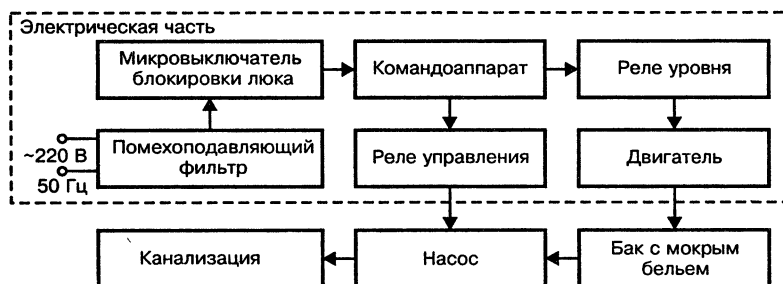 Электрическая часть
Микровыключатель
блокировки люка
Командоаппарат
Реле уровня
~220 В
50 Гц
Помехоподавляющий
фильтр
Реле управления
Двигатель
Канализация
Насос
Бак с мокрым
бельем